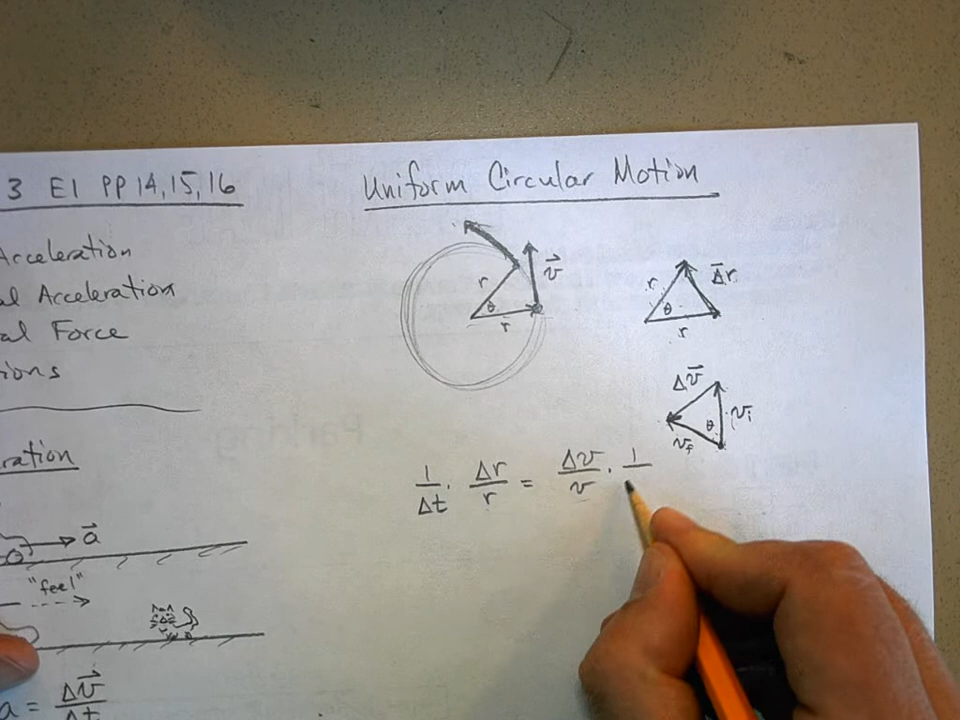 3 E1 PP 14, 15, 16
Acceleration
al Acceleration
al Force
ions
ration
a⃗
"feel"
a = Δv⃗/Δt
Uniform Circular Motion
r
θ
r
v⃗
r
θ
r
Δ⃗r
Δv⃗
θ
vi
vf
1/Δt · Δr/r = Δv/v · 1/